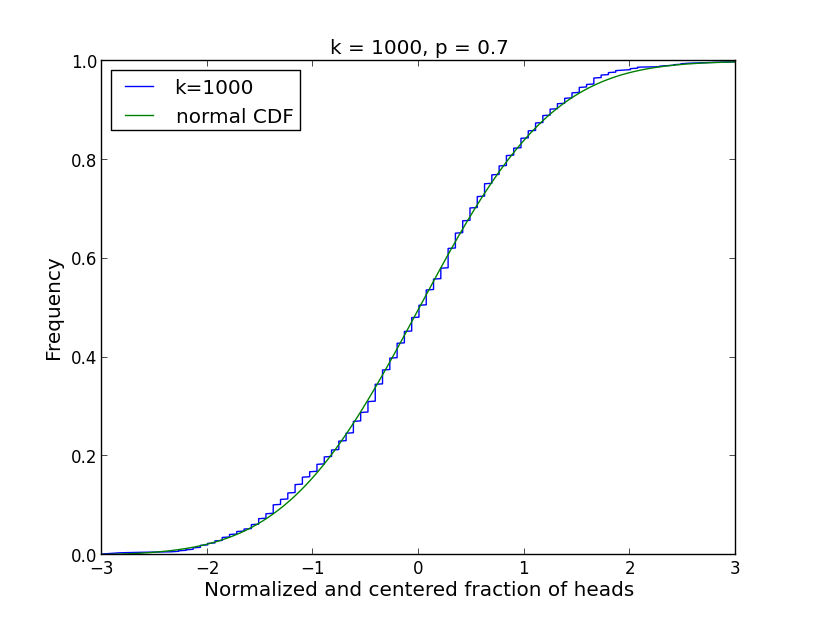 k = 1000, p = 0.7
k=1000
normal CDF
1.0
0.8
0.6
0.4
0.2
0.0
Frequency
−3 −2 −1 0 1 2 3
Normalized and centered fraction of heads